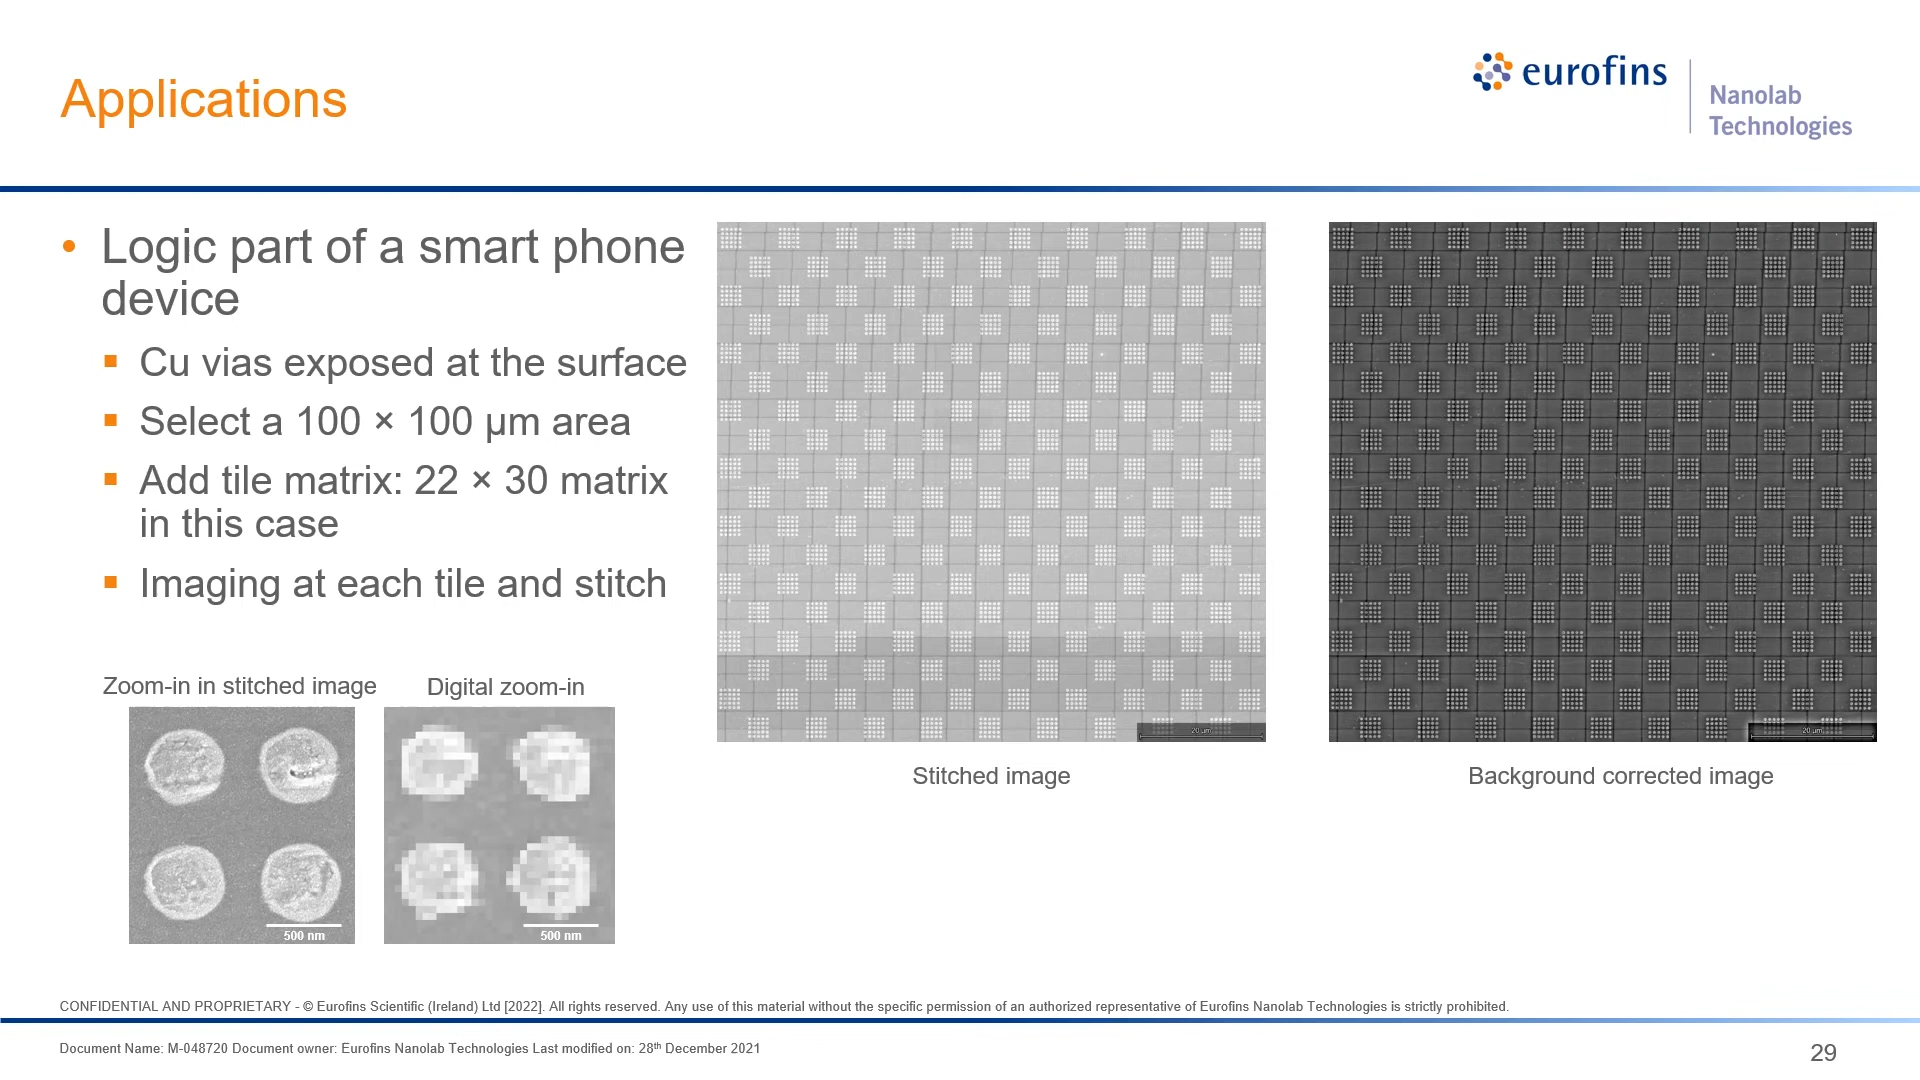 Applications
eurofins
Nanolab
Technologies
• Logic part of a smart phone
device
▪ Cu vias exposed at the surface
▪ Select a 100 × 100 µm area
▪ Add tile matrix: 22 × 30 matrix
in this case
▪ Imaging at each tile and stitch
Zoom-in in stitched image
Digital zoom-in
500 nm
500 nm
20 µm
Stitched image
20 µm
Background corrected image
CONFIDENTIAL AND PROPRIETARY - © Eurofins Scientific (Ireland) Ltd [2022]. All rights reserved. Any use of this material without the specific permission of an authorized representative of Eurofins Nanolab Technologies is strictly prohibited.
Document Name: M-048720 Document owner: Eurofins Nanolab Technologies Last modified on: 28th December 2021
29